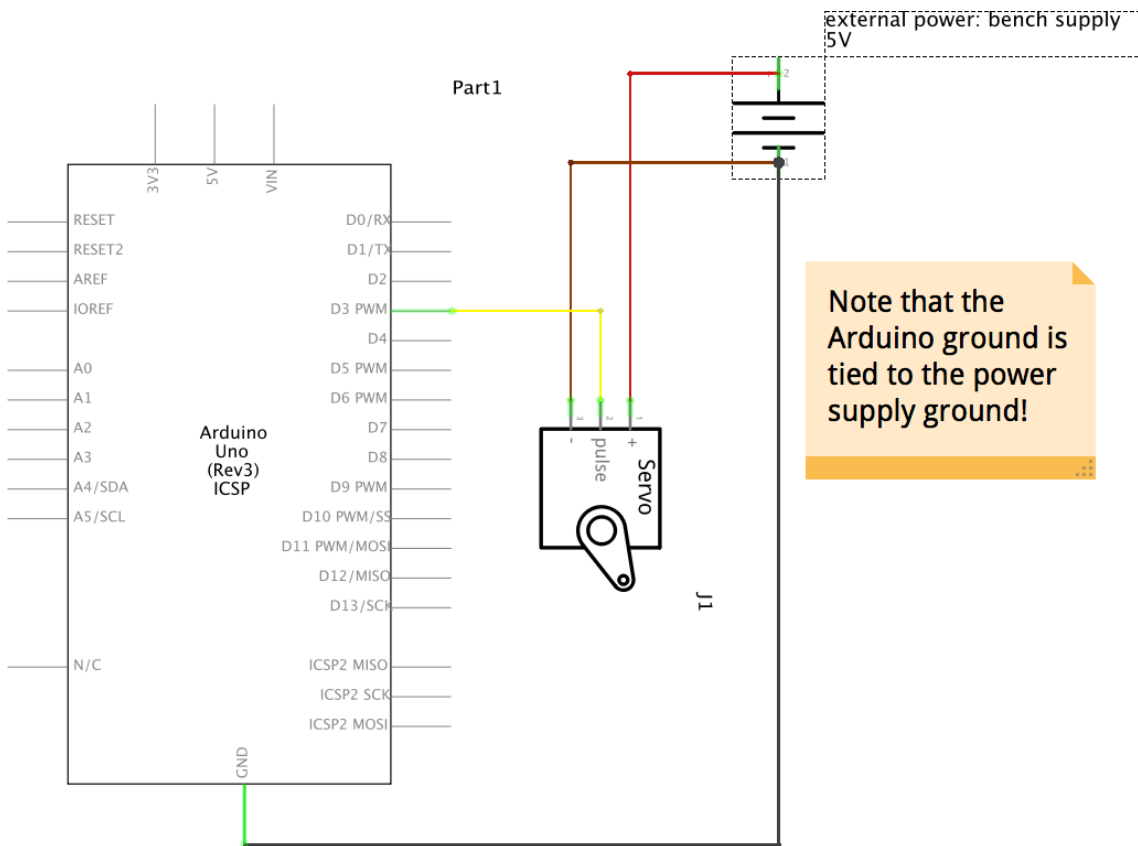 external power: bench supply
5V
2
1
Part1
3V3
5V
VIN
RESET
RESET2
AREF
IOREF
A0
A1
A2
A3
A4/SDA
A5/SCL
N/C
Arduino
Uno
(Rev3)
ICSP
D0/RX
D1/TX
D2
D3 PWM
D4
D5 PWM
D6 PWM
D7
D8
D9 PWM
D10 PWM/SS
D11 PWM/MOSI
D12/MISO
D13/SCK
ICSP2 MISO
ICSP2 SCK
ICSP2 MOSI
GND
3
2
1
-
pulse
+
Servo
J1
Note that the
Arduino ground is
tied to the power
supply ground!